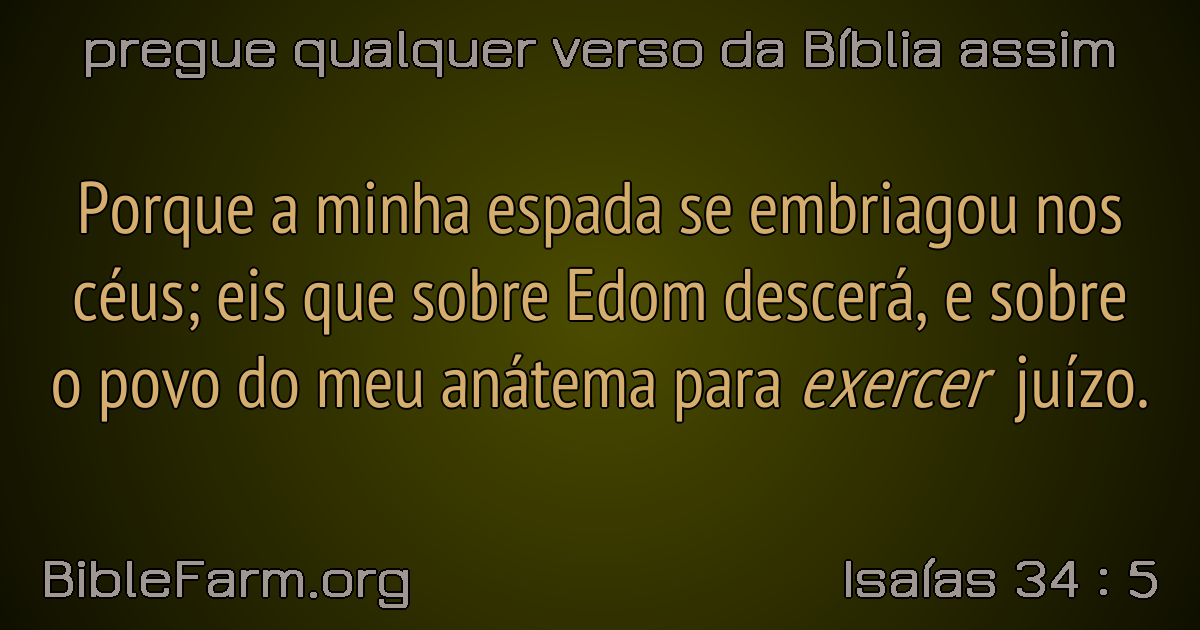 pregue qualquer verso da Bíblia assim
Porque a minha espada se embriagou nos
céus; eis que sobre Edom descerá, e sobre
o povo do meu anátema para exercer juízo.
BibleFarm.org
Isaías 34 : 5